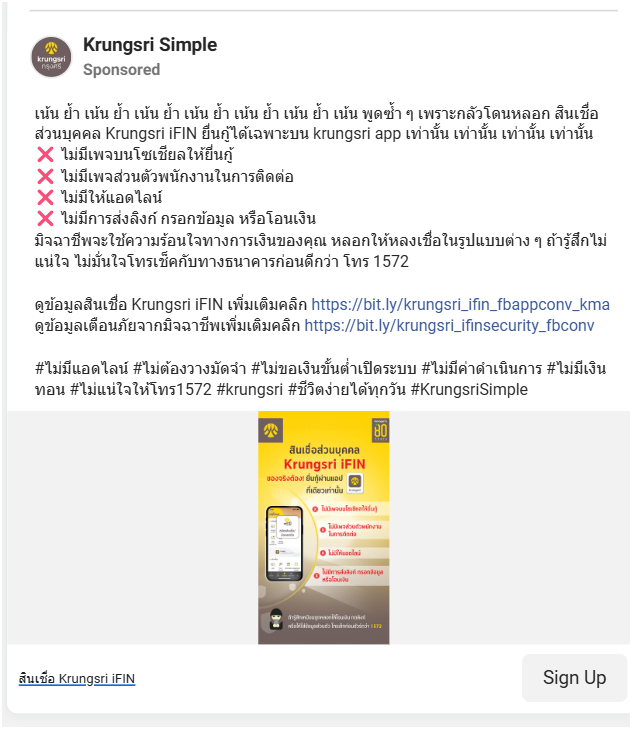 krungsri
กรุงศรี
Krungsri Simple
Sponsored
เน้น ย้ำ เน้น ย้ำ เน้น ย้ำ เน้น ย้ำ เน้น ย้ำ เน้น ย้ำ เน้น พูดซ้ำ ๆ เพราะกลัวโดนหลอก สินเชื่อ
ส่วนบุคคล Krungsri iFIN ยื่นกู้ได้เฉพาะบน krungsri app เท่านั้น เท่านั้น เท่านั้น เท่านั้น
❌ ไม่มีเพจบนโซเชียลให้ยื่นกู้
❌ ไม่มีเพจส่วนตัวพนักงานในการติดต่อ
❌ ไม่มีให้แอดไลน์
❌ ไม่มีการส่งลิงก์ กรอกข้อมูล หรือโอนเงิน
มิจฉาชีพจะใช้ความร้อนใจทางการเงินของคุณ หลอกให้หลงเชื่อในรูปแบบต่าง ๆ ถ้ารู้สึกไม่
แน่ใจ ไม่มั่นใจโทรเช็คกับทางธนาคารก่อนดีกว่า โทร 1572
ดูข้อมูลสินเชื่อ Krungsri iFIN เพิ่มเติมคลิก https://bit.ly/krungsri_ifin_fbappconv_kma
ดูข้อมูลเตือนภัยจากมิจฉาชีพเพิ่มเติมคลิก https://bit.ly/krungsri_ifinsecurity_fbconv
#ไม่มีแอดไลน์ #ไม่ต้องวางมัดจำ #ไม่ขอเงินขั้นต่ำเปิดระบบ #ไม่มีค่าดำเนินการ #ไม่มีเงิน
ทอน #ไม่แน่ใจให้โทร1572 #krungsri #ชีวิตง่ายได้ทุกวัน #KrungsriSimple
80
สินเชื่อส่วนบุคคล
Krungsri iFIN
ของจริงต้อง! ยื่นกู้ผ่านแอป
ที่เดียวเท่านั้น
ไม่มีเพจบนโซเชียลให้ยื่นกู้
ไม่มีเพจส่วนตัวพนักงาน
ในการติดต่อ
ไม่มีให้แอดไลน์
ไม่มีการส่งลิงก์ กรอกข้อมูล
หรือโอนเงิน
1572
สินเชื่อ Krungsri iFIN
Sign Up